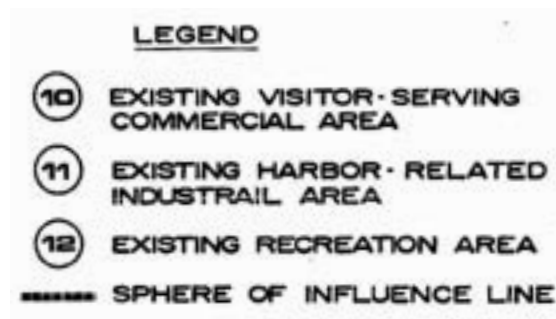 LEGEND
10 EXISTING VISITOR-SERVING
COMMERCIAL AREA
11 EXISTING HARBOR-RELATED
INDUSTRAIL AREA
12 EXISTING RECREATION AREA
SPHERE OF INFLUENCE LINE